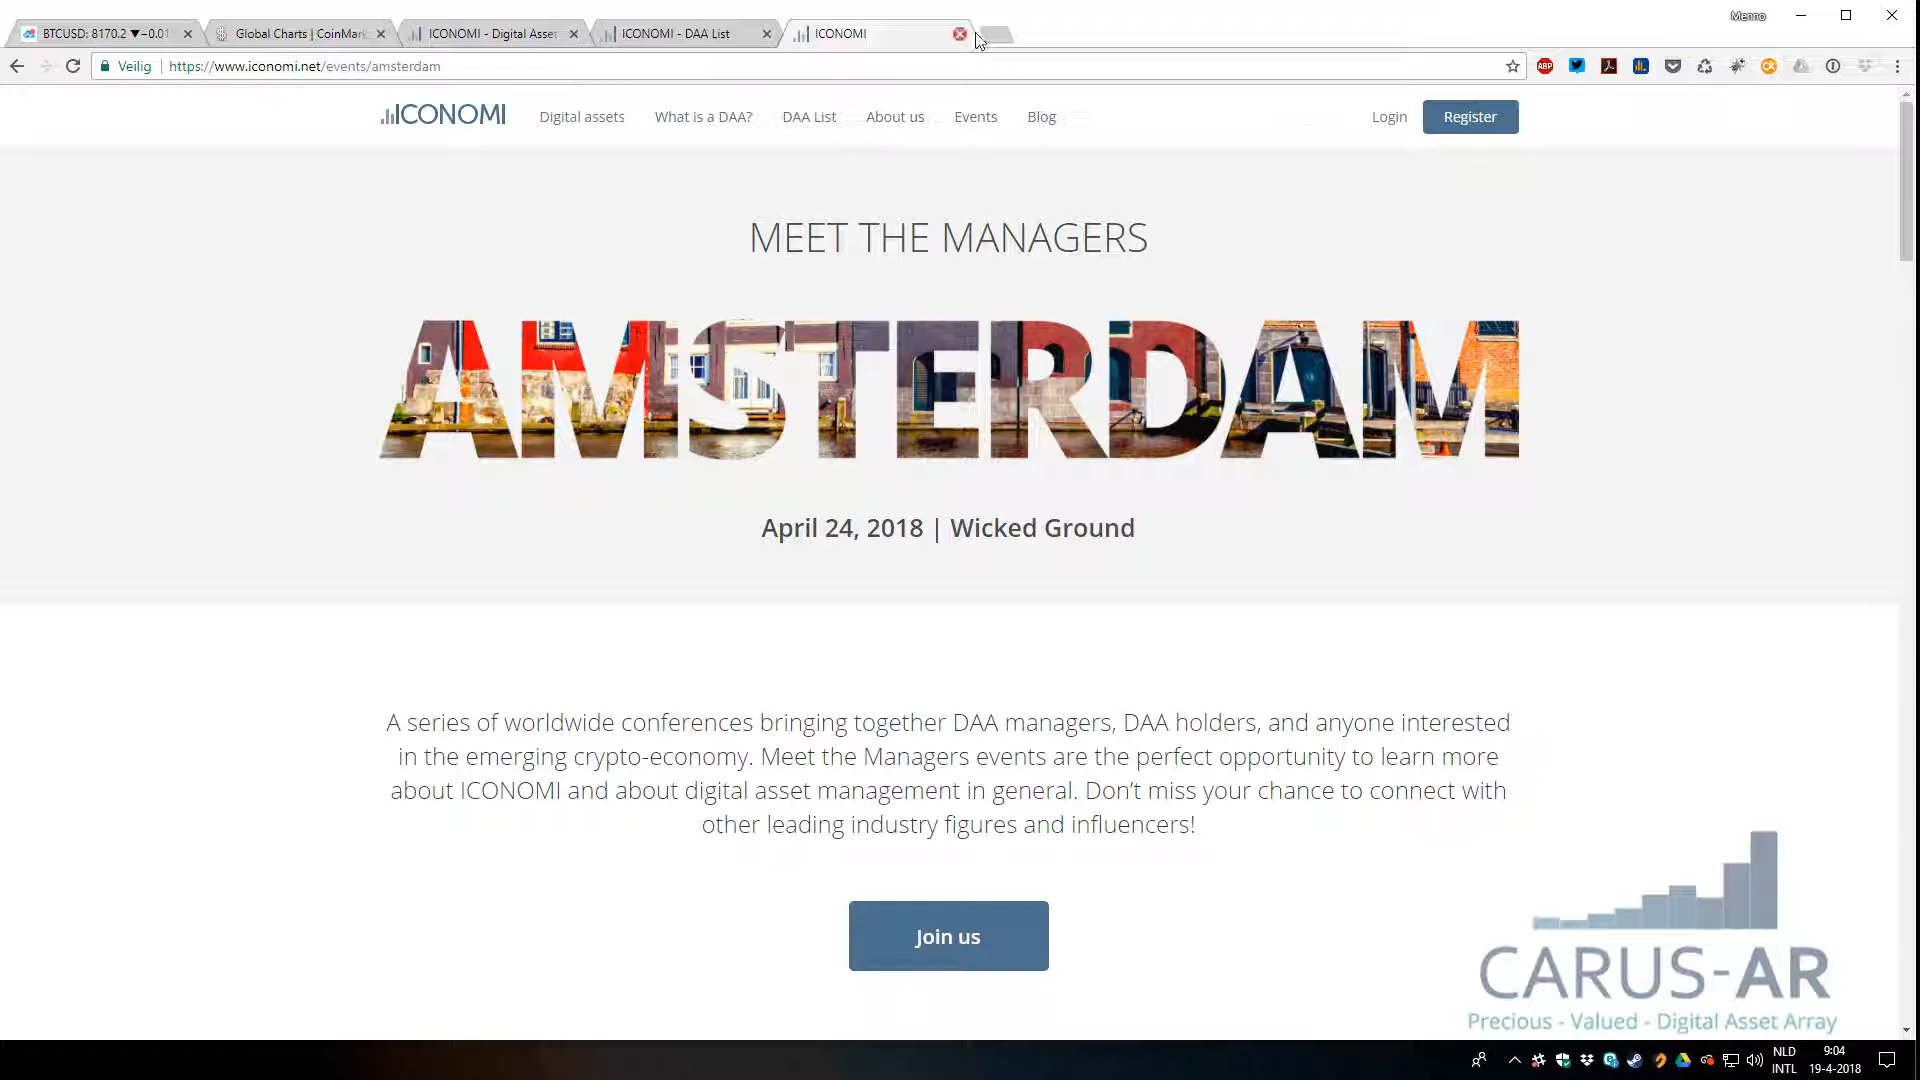 Menno
BTCUSD: 8170.2 ▼−0.01
Global Charts | CoinMark
ICONOMI - Digital Asset
ICONOMI - DAA List
ICONOMI
Veilig
https://www.iconomi.net/events/amsterdam
ABP
ICONOMI
Digital assets
What is a DAA?
DAA List
About us
Events
Blog
Login
Register
MEET THE MANAGERS
AMSTERDAM
April 24, 2018 | Wicked Ground
A series of worldwide conferences bringing together DAA managers, DAA holders, and anyone interested
in the emerging crypto-economy. Meet the Managers events are the perfect opportunity to learn more
about ICONOMI and about digital asset management in general. Don’t miss your chance to connect with
other leading industry figures and influencers!
Join us
CARUS-AR
Precious - Valued - Digital Asset Array
NLD
INTL
9:04
19-4-2018